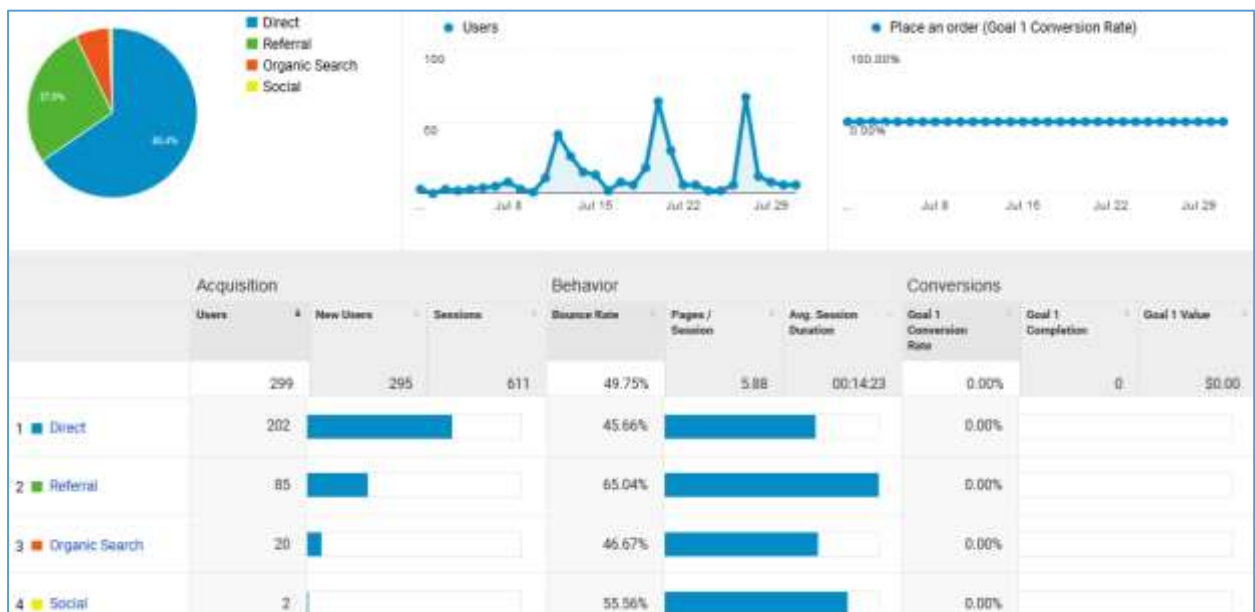 Direct
Referral
Organic Search
Social
27.5%
65.4%
Users
100
50
...
Jul 8
Jul 15
Jul 22
Jul 29
Place an order (Goal 1 Conversion Rate)
100.00%
0.00%
...
Jul 8
Jul 15
Jul 22
Jul 29
Acquisition Behavior Conversions
Users New Users Sessions Bounce Rate Pages / Session Avg. Session Duration Goal 1 Conversion Rate Goal 1 Completion Goal 1 Value
299 295 611 49.75% 5.88 00:14:23 0.00% 0 $0.00
1 Direct 202 45.66% 0.00%
2 Referral 85 65.04% 0.00%
3 Organic Search 20 46.67% 0.00%
4 Social 2 55.56% 0.00%